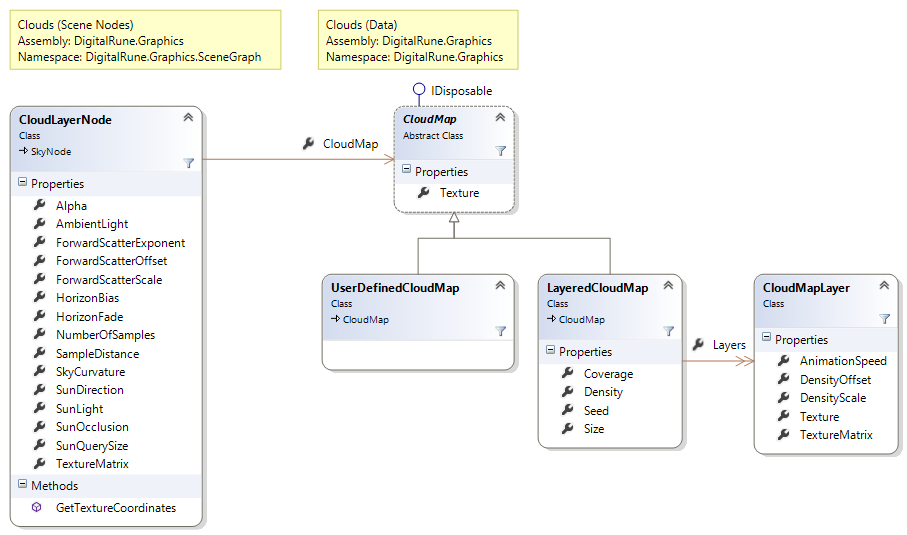 Clouds (Scene Nodes)
Assembly: DigitalRune.Graphics
Namespace: DigitalRune.Graphics.SceneGraph
Clouds (Data)
Assembly: DigitalRune.Graphics
Namespace: DigitalRune.Graphics
CloudLayerNode
Class
SkyNode
Properties
Alpha
AmbientLight
ForwardScatterExponent
ForwardScatterOffset
ForwardScatterScale
HorizonBias
HorizonFade
NumberOfSamples
SampleDistance
SkyCurvature
SunDirection
SunLight
SunOcclusion
SunQuerySize
TextureMatrix
Methods
GetTextureCoordinates
CloudMap
IDisposable
CloudMap
Abstract Class
Properties
Texture
UserDefinedCloudMap
Class
CloudMap
LayeredCloudMap
Class
CloudMap
Properties
Coverage
Density
Seed
Size
Layers
CloudMapLayer
Class
Properties
AnimationSpeed
DensityOffset
DensityScale
Texture
TextureMatrix